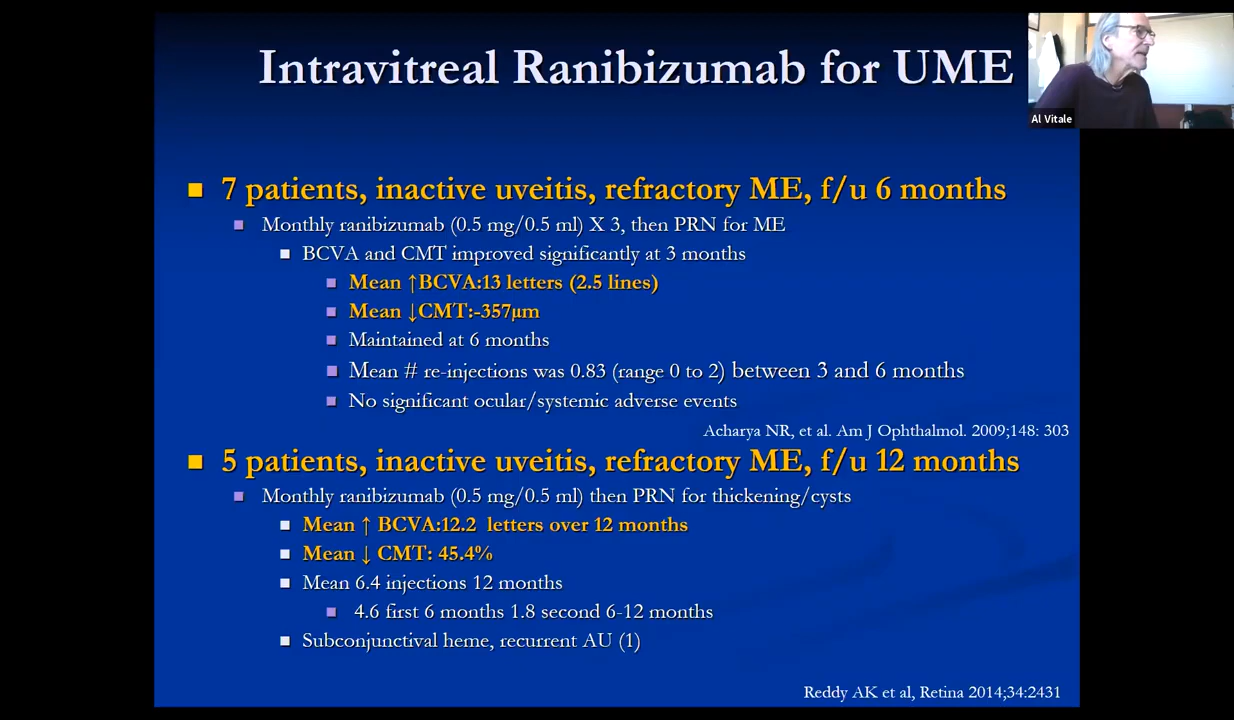 Intravitreal Ranibizumab for UME
Al Vitale
7 patients, inactive uveitis, refractory ME, f/u 6 months
Monthly ranibizumab (0.5 mg/0.5 ml) X 3, then PRN for ME
BCVA and CMT improved significantly at 3 months
Mean ↑BCVA:13 letters (2.5 lines)
Mean ↓CMT:-357µm
Maintained at 6 months
Mean # re-injections was 0.83 (range 0 to 2) between 3 and 6 months
No significant ocular/systemic adverse events
Acharya NR, et al. Am J Ophthalmol. 2009;148: 303
5 patients, inactive uveitis, refractory ME, f/u 12 months
Monthly ranibizumab (0.5 mg/0.5 ml) then PRN for thickening/cysts
Mean ↑ BCVA:12.2 letters over 12 months
Mean ↓ CMT: 45.4%
Mean 6.4 injections 12 months
4.6 first 6 months 1.8 second 6-12 months
Subconjunctival heme, recurrent AU (1)
Reddy AK et al, Retina 2014;34:2431